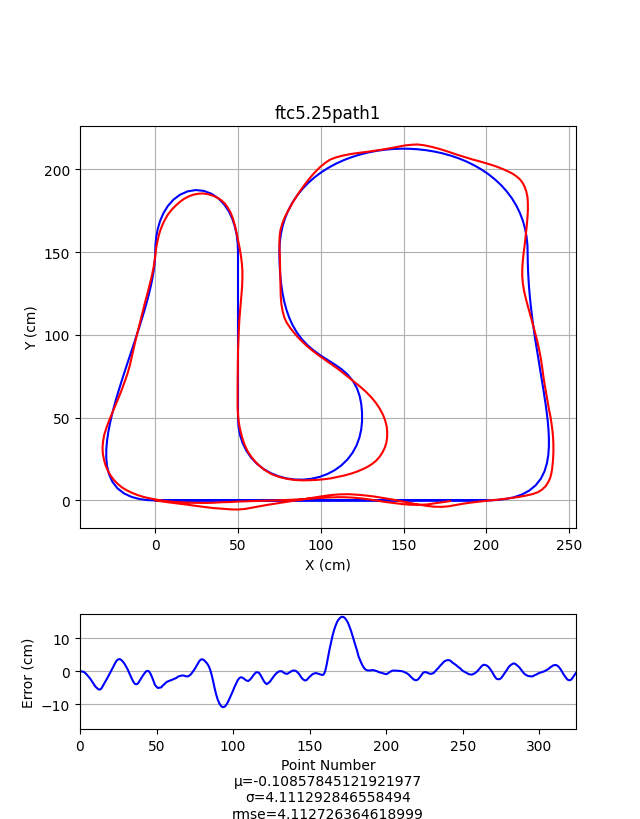 ftc5.25path1
200
150
100
50
0
Y (cm)
0 50 100 150 200 250
X (cm)
10
0
−10
Error (cm)
0 50 100 150 200 250 300
Point Number
μ=-0.10857845121921977
σ=4.111292846558494
rmse=4.112726364618999